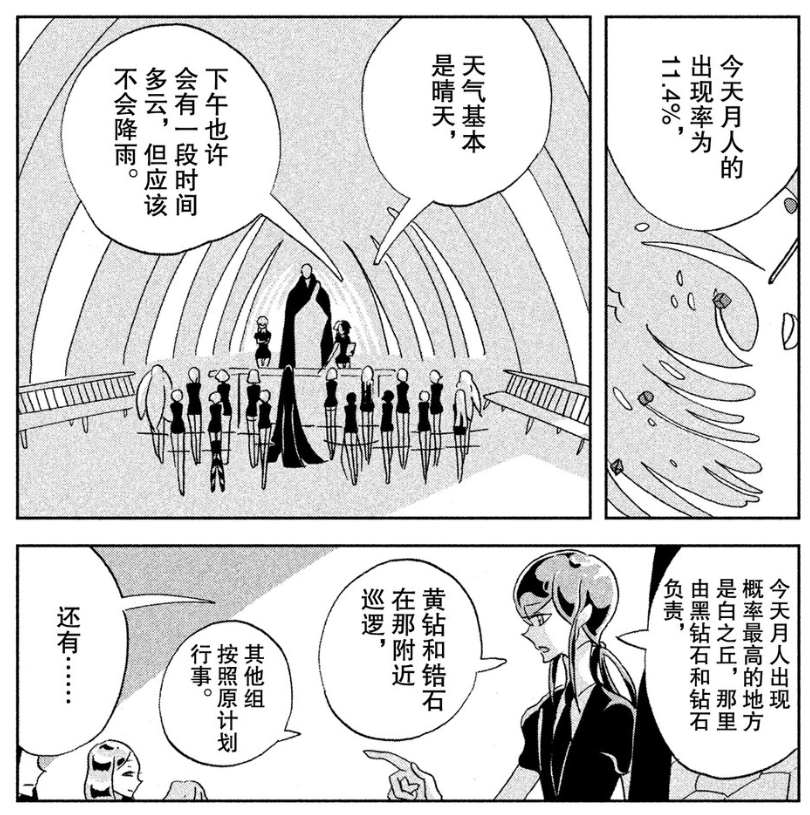 今天月人的
出现率为
11.4%，
天气基本
是晴天，
下午也许
会有一段时间
多云，但应该
不会降雨。
今天月人出现
概率最高的地方
是白之丘，那里
由黑钻石和钻石
负责，
黄钻和锆石
在那附近
巡逻，
其他组
按照原计划
行事。
还有……